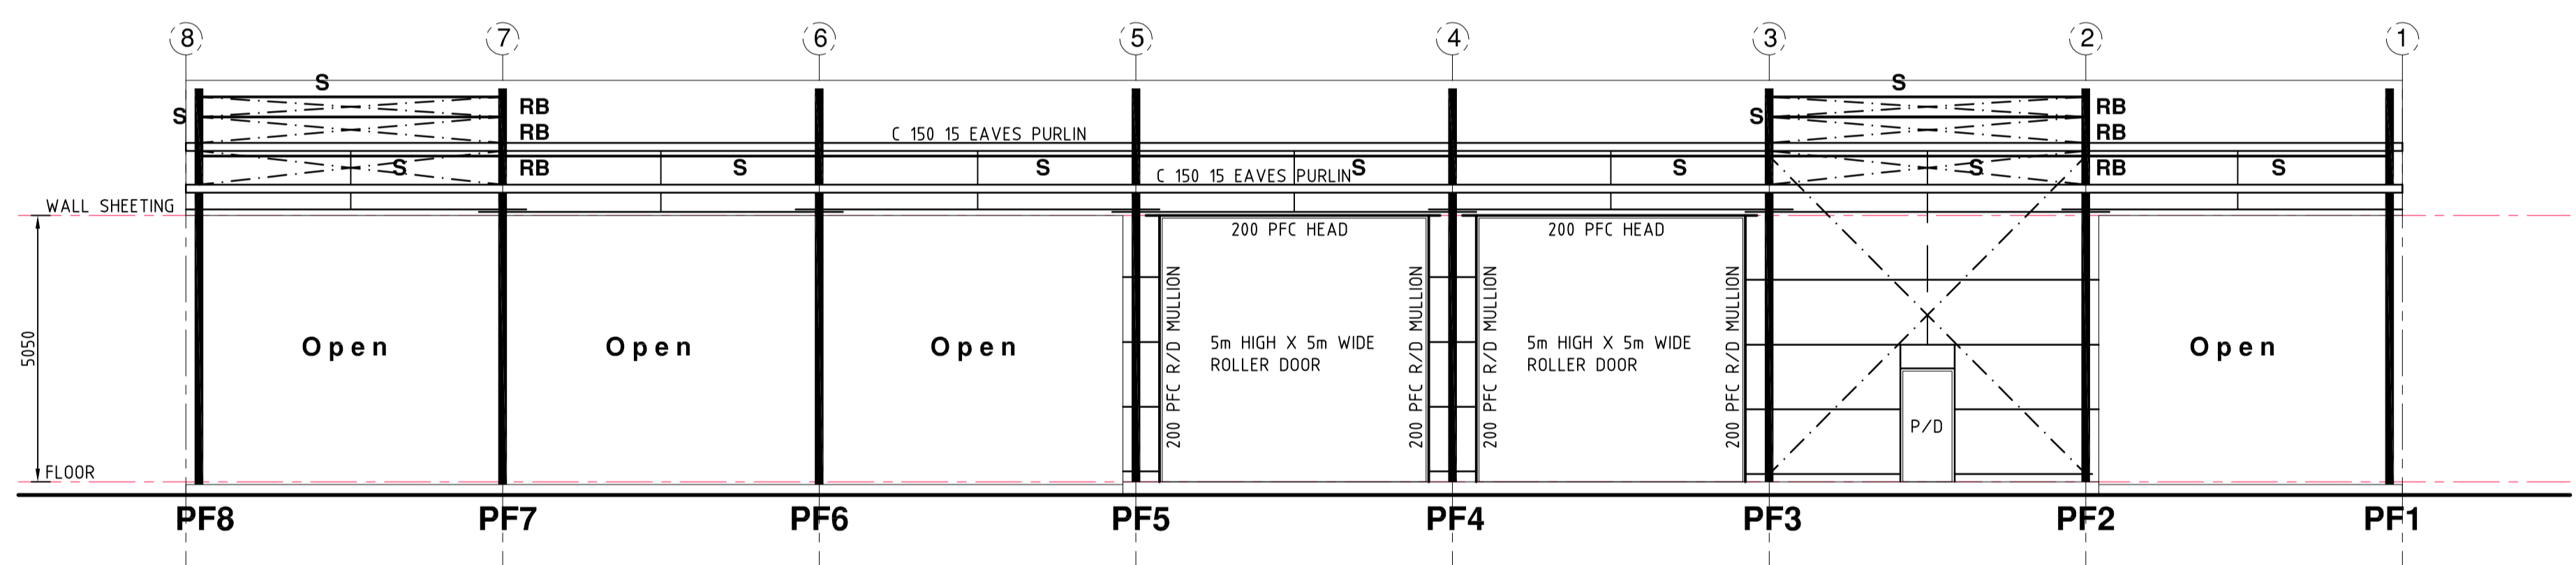 8 7 6 5 4 3 2 1
S S
S RB S RB
RB RB
C 150 15 EAVES PURLIN
S RB S S S S S RB S
C 150 15 EAVES PURLIN
WALL SHEETING
200 PFC HEAD 200 PFC HEAD
5050
200 PFC R/D MULLION
200 PFC R/D MULLION
200 PFC R/D MULLION
200 PFC R/D MULLION
Open Open Open Open
5m HIGH X 5m WIDE
ROLLER DOOR
5m HIGH X 5m WIDE
ROLLER DOOR
P/D
FLOOR
PF8 PF7 PF6 PF5 PF4 PF3 PF2 PF1